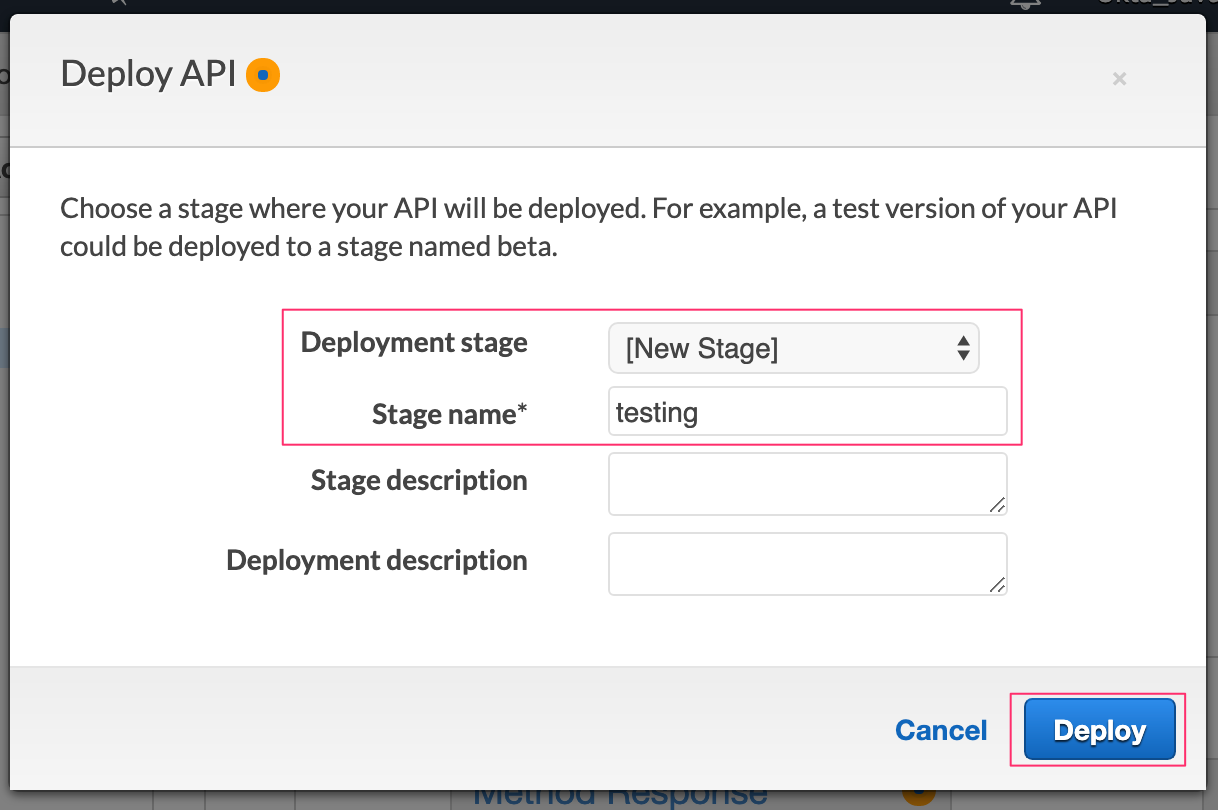 Deploy API
×
Choose a stage where your API will be deployed. For example, a test version of your API
could be deployed to a stage named beta.
Deployment stage [New Stage]
Stage name* testing
Stage description
Deployment description
Cancel Deploy
Method Response